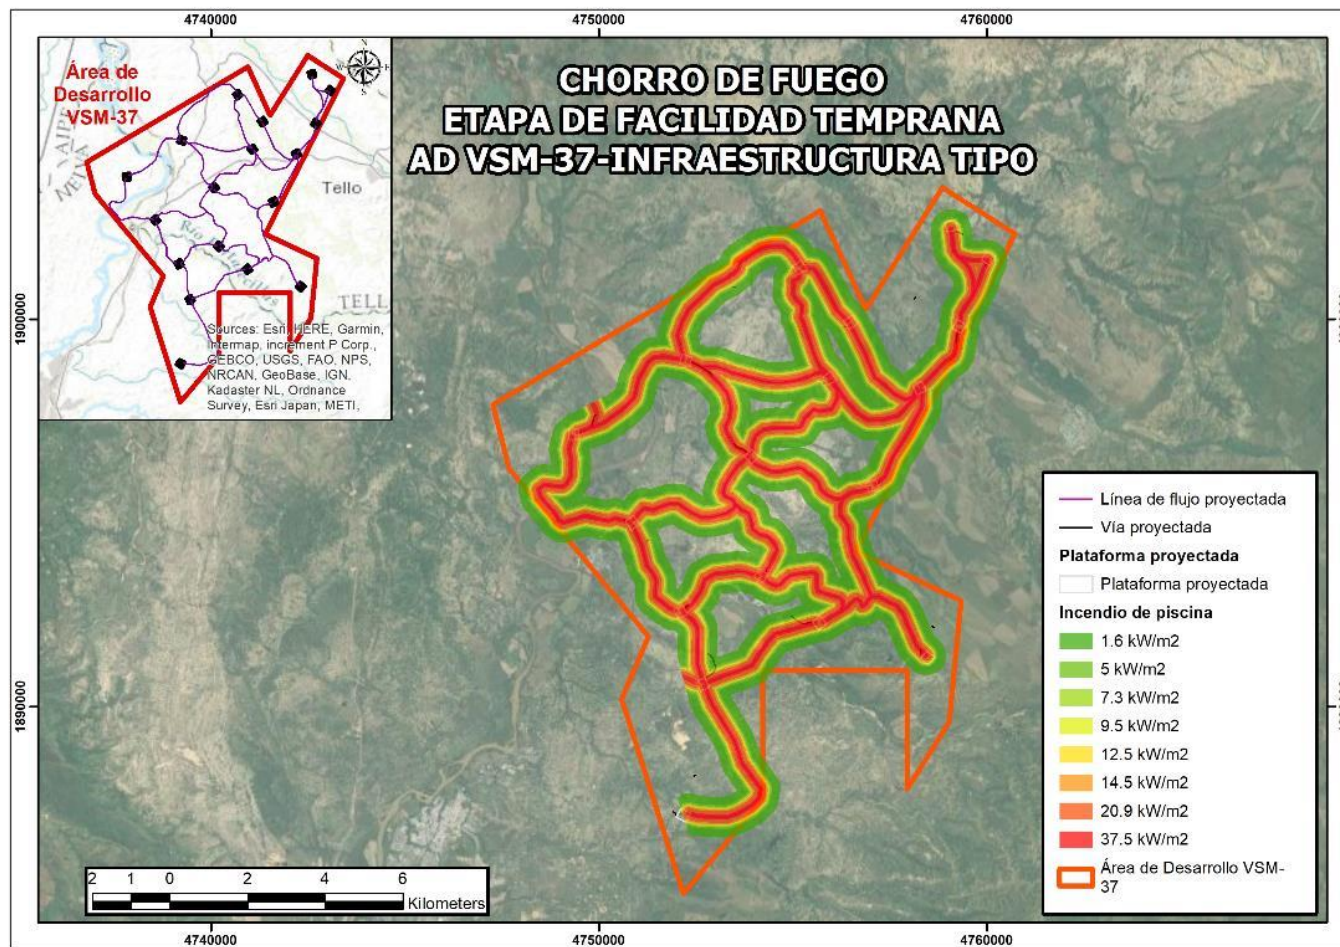 4740000
4750000
4760000
Área de
Desarrollo
VSM-37
N
W
S
YAIPE
META
Tello
TELL
Sources: Esri, HERE, Garmin,
Intermap, increment P Corp.,
GEBCO, USGS, FAO, NPS,
NRCAN, GeoBase, IGN,
Kadaster NL, Ordnance
Survey, Esri Japan, METI,
CHORRO DE FUEGO
ETAPA DE FACILIDAD TEMPRANA
AD VSM-37-INFRAESTRUCTURA TIPO
1900000
1890000
Línea de flujo proyectada
Vía proyectada
Plataforma proyectada
Plataforma proyectada
Incendio de piscina
1.6 kW/m2
5 kW/m2
7.3 kW/m2
9.5 kW/m2
12.5 kW/m2
14.5 kW/m2
20.9 kW/m2
37.5 kW/m2
Área de Desarrollo VSM-
37
2 1 0 2 4 6
Kilometers
4740000
4750000
4760000